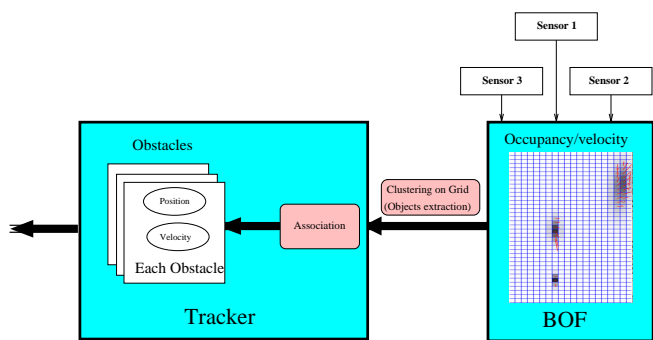 Sensor 1
Sensor 3
Sensor 2
Obstacles
Occupancy/velocity
Position
Clustering on Grid
(Objects extraction)
Association
Velocity
Each Obstacle
Tracker
BOF